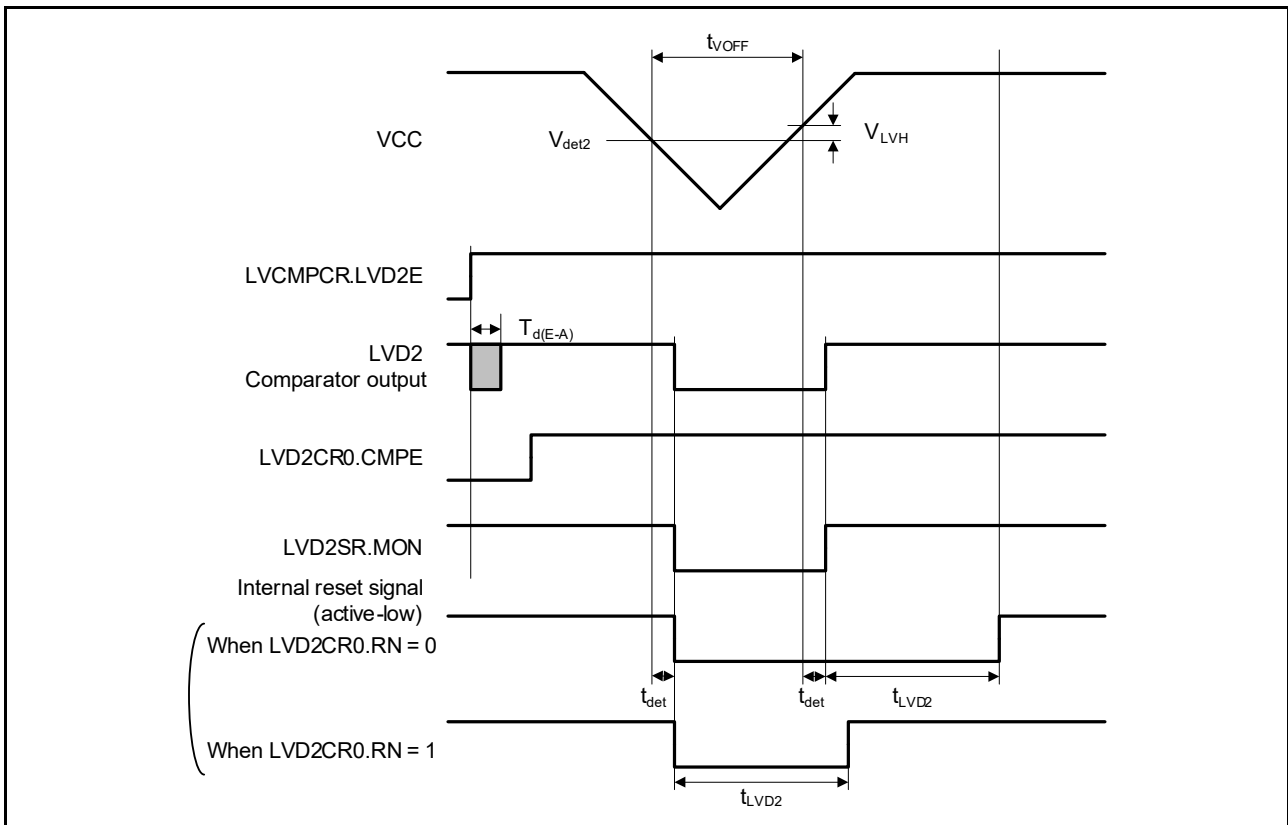 tVOFF
VCC
Vdet2
VLVH
LVCMPCR.LVD2E
Td(E-A)
LVD2
Comparator output
LVD2CR0.CMPE
LVD2SR.MON
Internal reset signal
(active-low)
When LVD2CR0.RN = 0
tdet
tdet
tLVD2
When LVD2CR0.RN = 1
tLVD2